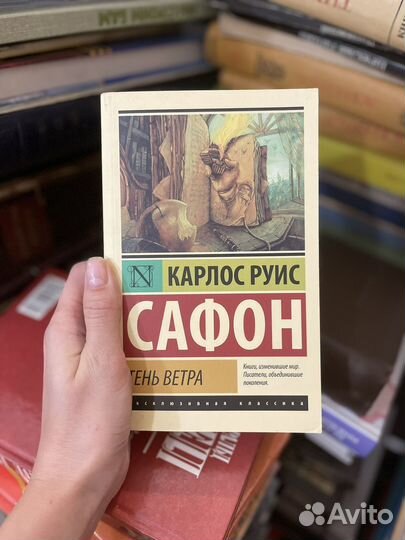 N
КАРЛОС РУИС
САФОН
ТЕНЬ ВЕТРА
Книги, изменившие мир.
Писатели, объединившие
поколения.
эксклюзивная классика
Avito